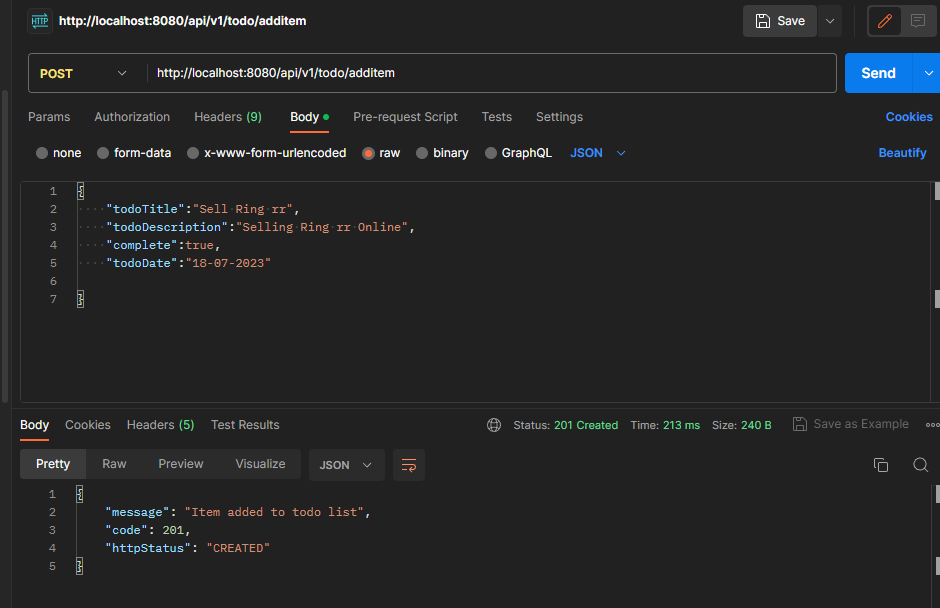 HTTP http://localhost:8080/api/v1/todo/additem
Save
POST http://localhost:8080/api/v1/todo/additem Send
Params Authorization Headers (9) Body Pre-request Script Tests Settings Cookies
none form-data x-www-form-urlencoded raw binary GraphQL JSON Beautify
1 {
2 "todoTitle":"Sell Ring rr",
3 "todoDescription":"Selling Ring rr Online",
4 "complete":true,
5 "todoDate":"18-07-2023"
6
7 }
Body Cookies Headers (5) Test Results Status: 201 Created Time: 213 ms Size: 240 B Save as Example
Pretty Raw Preview Visualize JSON
1 {
2 "message": "Item added to todo list",
3 "code": 201,
4 "httpStatus": "CREATED"
5 }